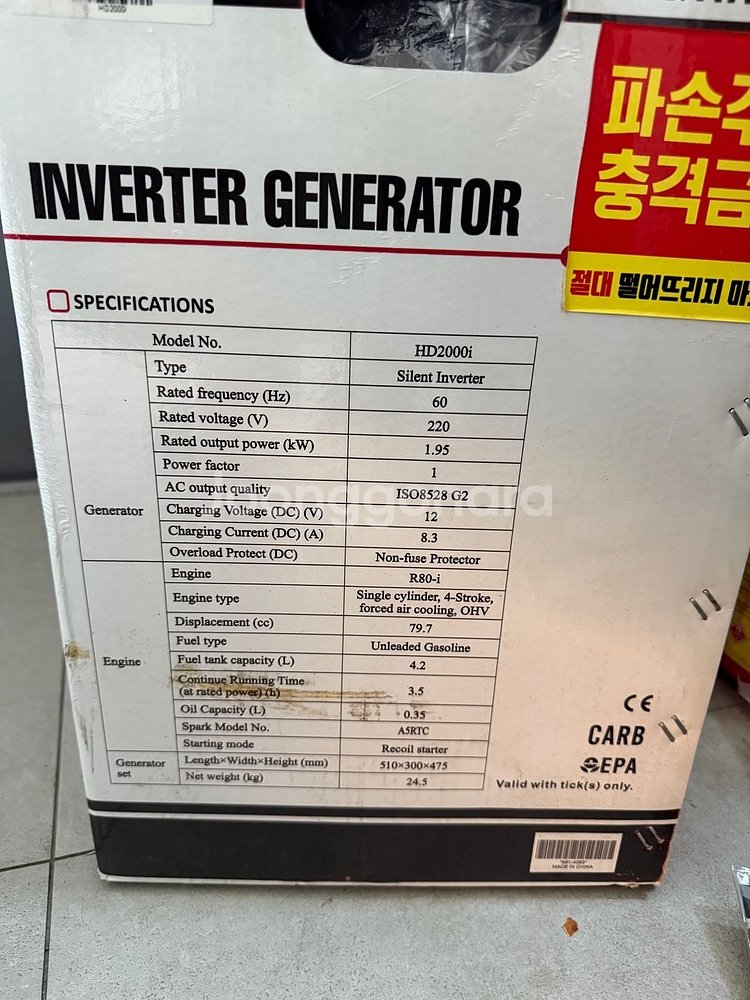 HD2000i
INVERTER GENERATOR
파손주
충격금
절대 떨어뜨리지 마
SPECIFICATIONS
Model No. HD2000i
Generator
Type Silent Inverter
Rated frequency (Hz) 60
Rated voltage (V) 220
Rated output power (kW) 1.95
Power factor 1
AC output quality ISO8528 G2
Charging Voltage (DC) (V) 12
Charging Current (DC) (A) 8.3
Overload Protect (DC) Non-fuse Protector
Engine
Engine R80-i
Engine type Single cylinder, 4-Stroke, forced air cooling, OHV
Displacement (cc) 79.7
Fuel type Unleaded Gasoline
Fuel tank capacity (L) 4.2
Continue Running Time (at rated power) (h) 3.5
Oil Capacity (L) 0.35
Spark Model No. A5RTC
Starting mode Recoil starter
Generator set
Length×Width×Height (mm) 510×300×475
Net weight (kg) 24.5
CE
CARB
EPA
Valid with tick(s) only.
MADE IN CHINA
joonggonara